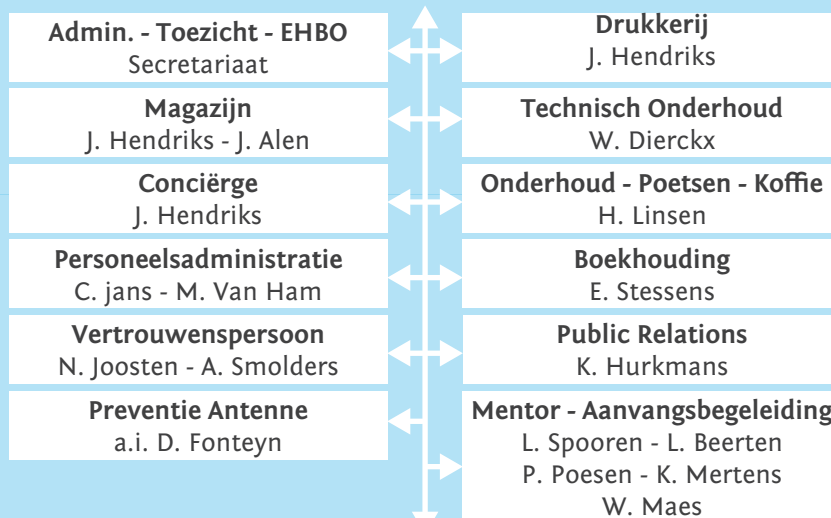 Admin. - Toezicht - EHBO
Secretariaat
Drukkerij
J. Hendriks
Magazijn
J. Hendriks - J. Alen
Technisch Onderhoud
W. Dierckx
Conciërge
J. Hendriks
Onderhoud - Poetsen - Koffie
H. Linsen
Personeelsadministratie
C. jans - M. Van Ham
Boekhouding
E. Stessens
Vertrouwenspersoon
N. Joosten - A. Smolders
Public Relations
K. Hurkmans
Preventie Antenne
a.i. D. Fonteyn
Mentor - Aanvangsbegeleiding
L. Spooren - L. Beerten
P. Poesen - K. Mertens
W. Maes